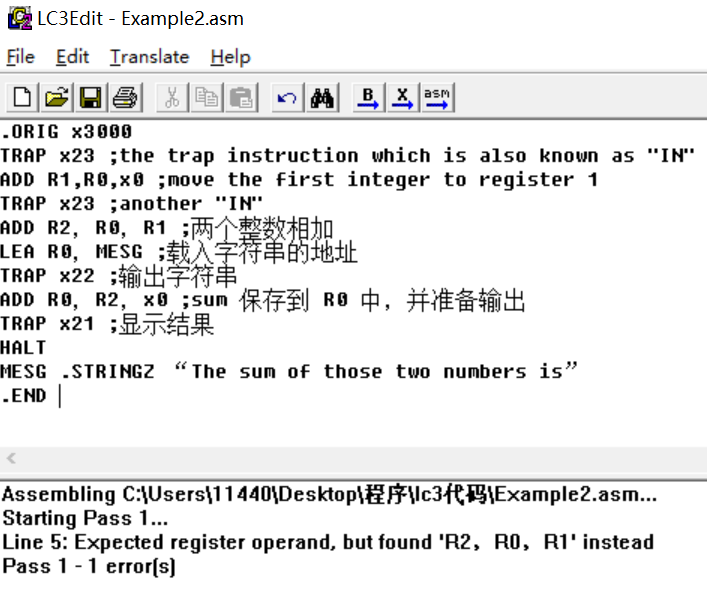 LC3Edit - Example2.asm
File Edit Translate Help
B X asm
.ORIG x3000
TRAP x23 ;the trap instruction which is also known as "IN"
ADD R1,R0,x0 ;move the first integer to register 1
TRAP x23 ;another "IN"
ADD R2, R0, R1 ;两个整数相加
LEA R0, MESG ;载入字符串的地址
TRAP x22 ;输出字符串
ADD R0, R2, x0 ;sum 保存到 R0 中，并准备输出
TRAP x21 ;显示结果
HALT
MESG .STRINGZ “The sum of those two numbers is”
.END
Assembling C:\Users\11440\Desktop\程序\lc3代码\Example2.asm...
Starting Pass 1...
Line 5: Expected register operand, but found 'R2，R0，R1' instead
Pass 1 - 1 error(s)